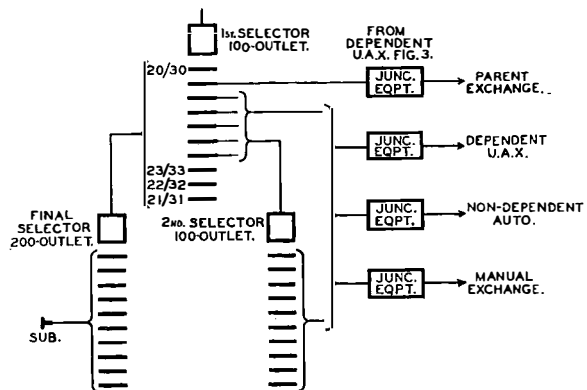 1ST. SELECTOR
100-OUTLET.
FROM
DEPENDENT
U.A.X. FIG. 3.
20/30
JUNC.
EQPT.
PARENT
EXCHANGE.
JUNC.
EQPT.
DEPENDENT
U.A.X.
23/33
22/32
21/31
FINAL
SELECTOR
200-OUTLET.
2ND. SELECTOR
100-OUTLET.
JUNC.
EQPT.
NON-DEPENDENT
AUTO.
JUNC.
EQPT.
MANUAL
EXCHANGE.
SUB.